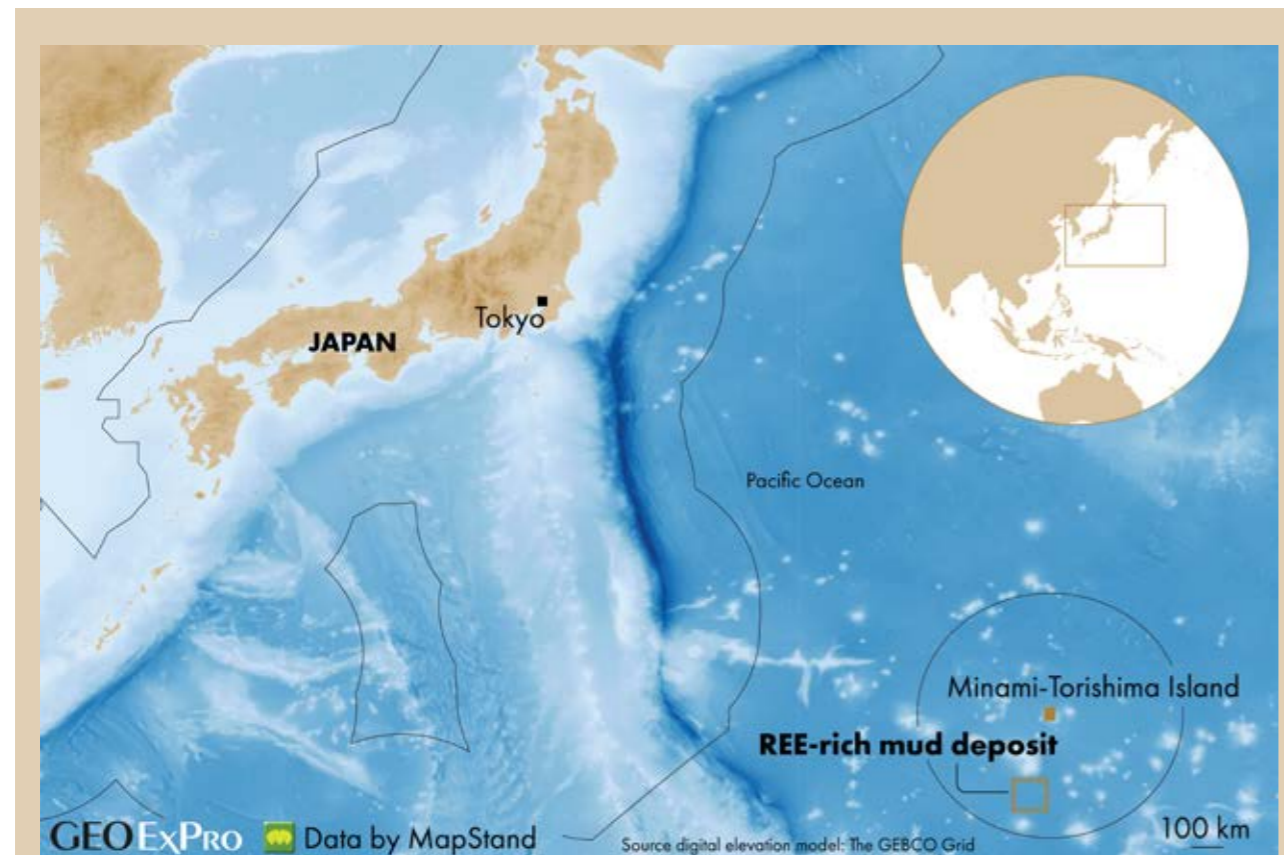 Tokyo
JAPAN
Pacific Ocean
Minami-Torishima Island
REE-rich mud deposit
GEO ExPRO
Data by MapStand
Source digital elevation model: The GEBCO Grid
100 km